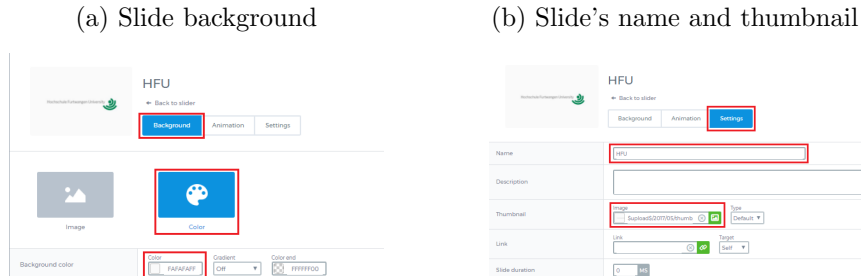 (a) Slide background
HFU
← Back to slider
Background Animation Settings
Image Color
Color Gradient Color end
Background color FAFAFAFF Off FFFFFF00
(b) Slide's name and thumbnail
HFU
← Back to slider
Background Animation Settings
Name HFU
Description
Image Type
Thumbnail $upload$/2017/05/thumb Default
Link Target
Link Self
Slide duration 0 MS